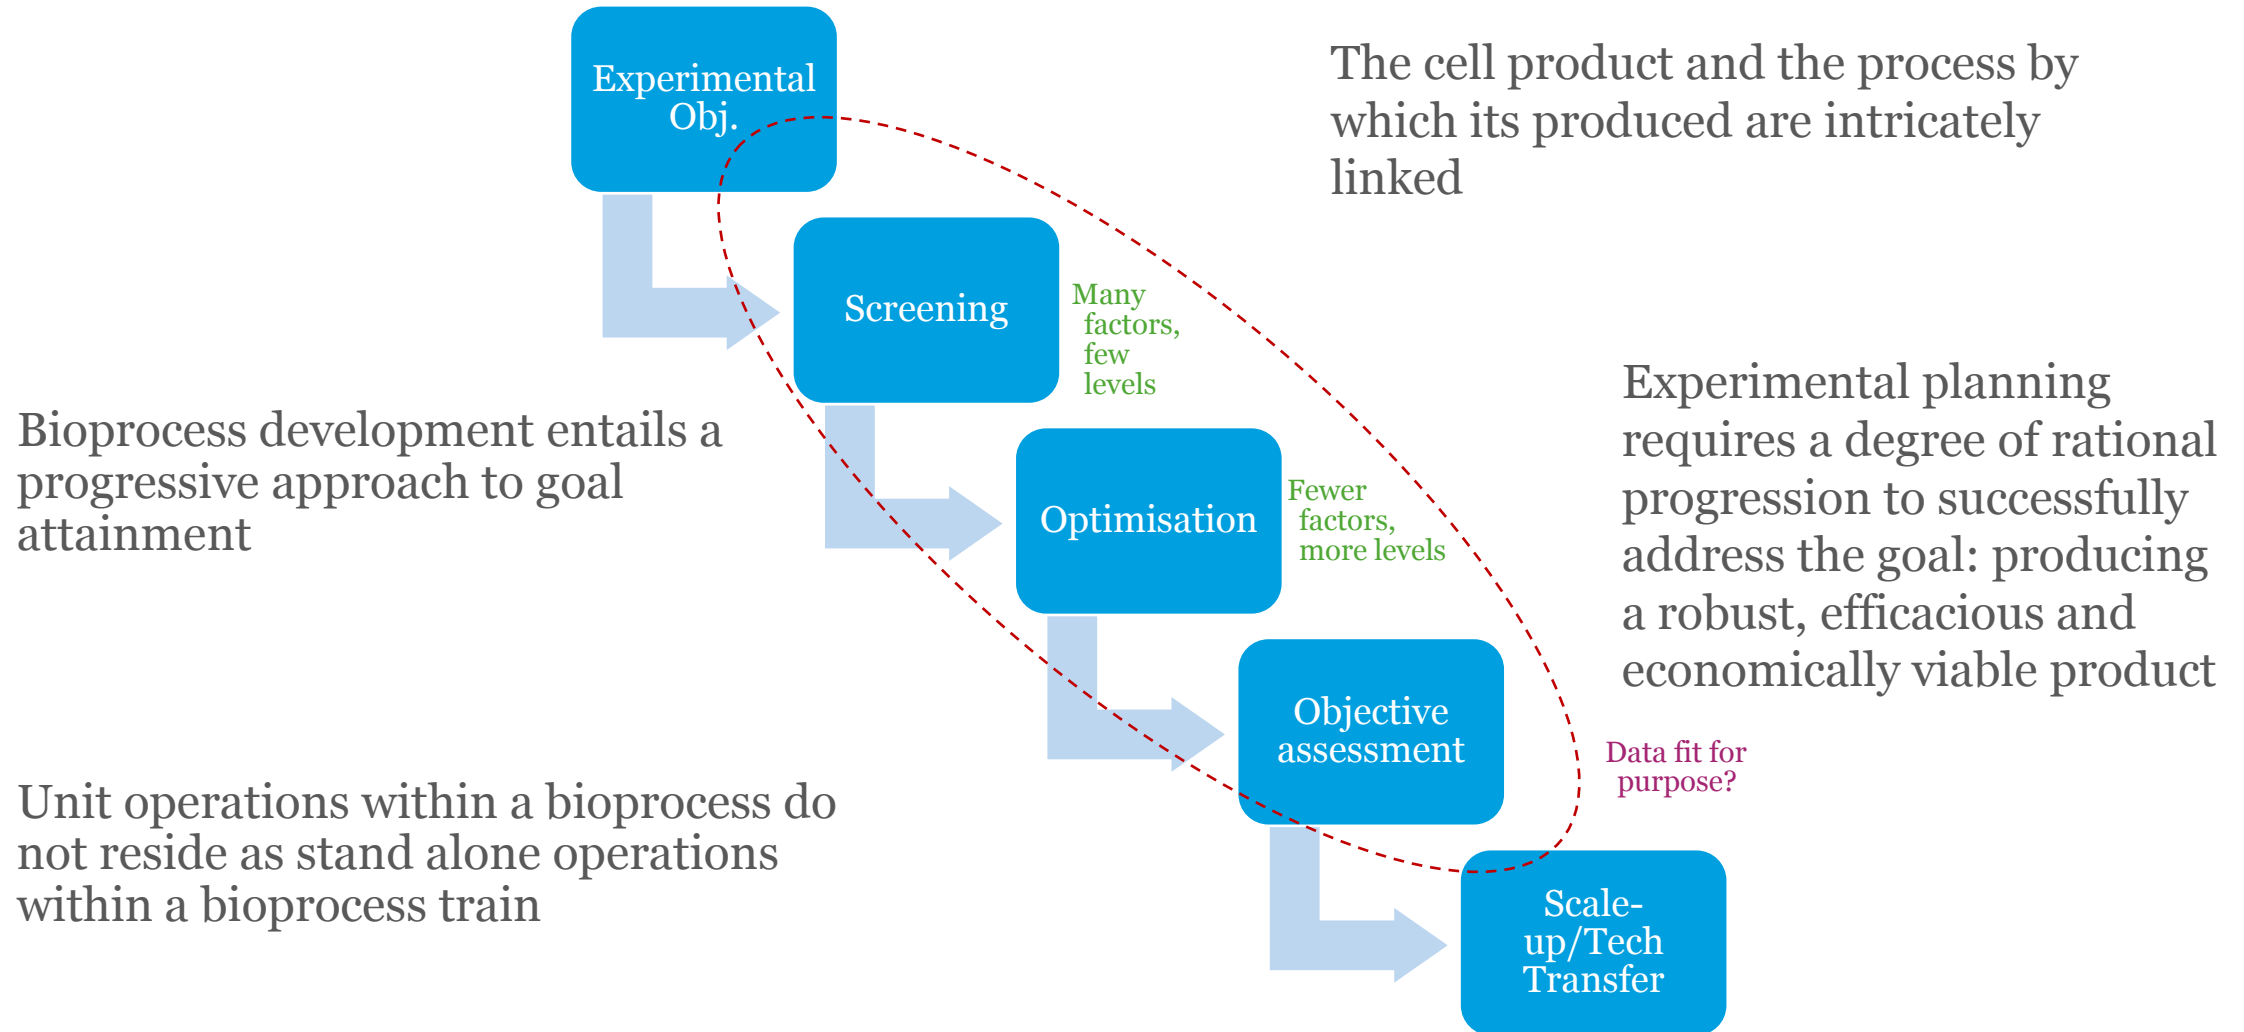 Experimental
Obj.
The cell product and the process by
which its produced are intricately
linked
Screening
Many
factors,
few
levels
Bioprocess development entails a
progressive approach to goal
attainment
Optimisation
Fewer
factors,
more levels
Experimental planning
requires a degree of rational
progression to successfully
address the goal: producing
a robust, efficacious and
economically viable product
Objective
assessment
Data fit for
purpose?
Unit operations within a bioprocess do
not reside as stand alone operations
within a bioprocess train
Scale-
up/Tech
Transfer